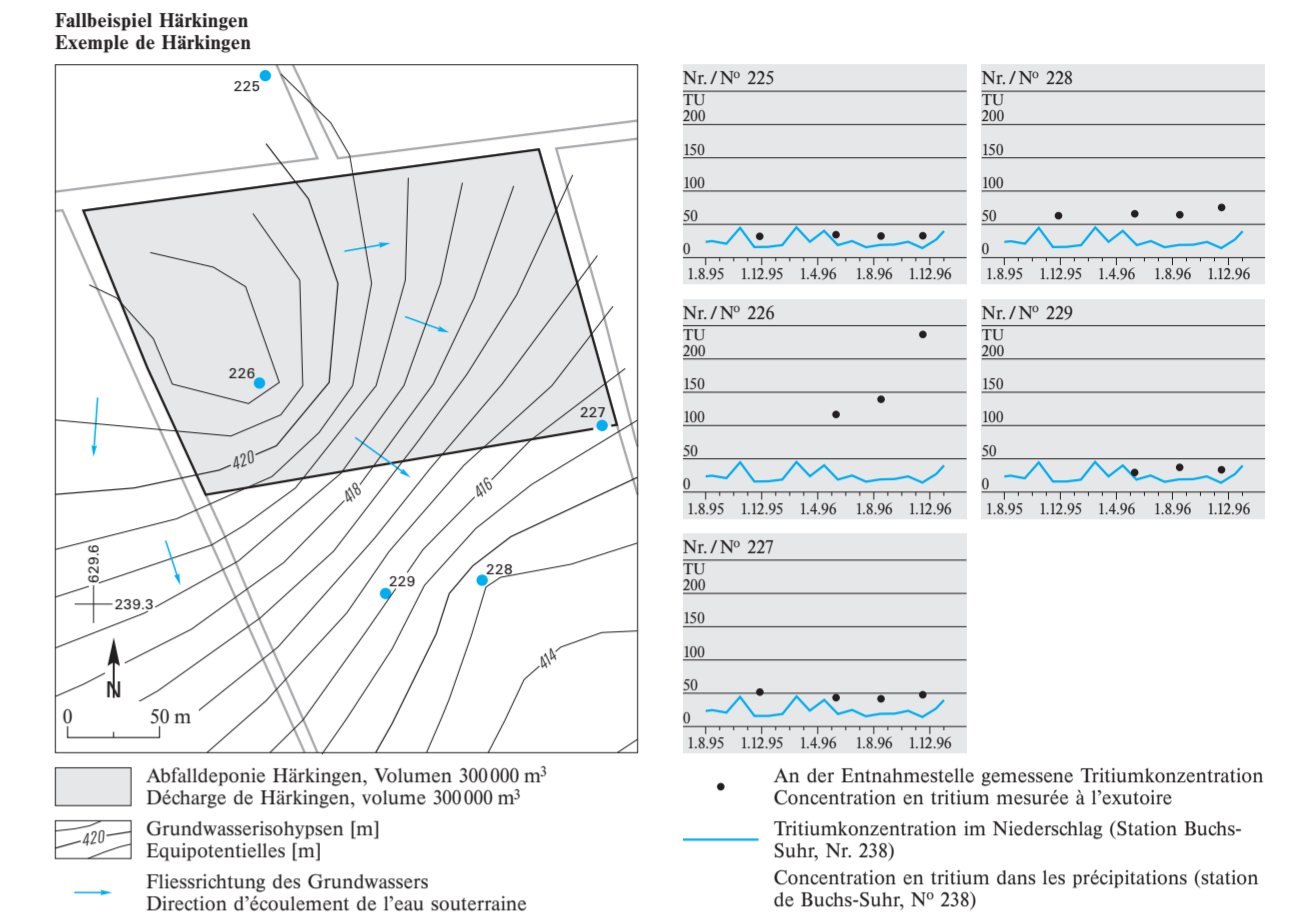 Fallbeispiel Härkingen
Exemple de Härkingen
225
226
227
420
418
416
228
229
629.6
239.3
414
N
0 50 m
Nr. / Nº 225
TU
200
150
100
50
0
1.8.95 1.12.95 1.4.96 1.8.96 1.12.96
Nr. / Nº 228
TU
200
150
100
50
0
1.8.95 1.12.95 1.4.96 1.8.96 1.12.96
Nr. / Nº 226
TU
200
150
100
50
0
1.8.95 1.12.95 1.4.96 1.8.96 1.12.96
Nr. / Nº 229
TU
200
150
100
50
0
1.8.95 1.12.95 1.4.96 1.8.96 1.12.96
Nr. / Nº 227
TU
200
150
100
50
0
1.8.95 1.12.95 1.4.96 1.8.96 1.12.96
Abfalldeponie Härkingen, Volumen 300 000 m³
Décharge de Härkingen, volume 300 000 m³
420
Grundwasserisohypsen [m]
Equipotentielles [m]
Fliessrichtung des Grundwassers
Direction d'écoulement de l'eau souterraine
An der Entnahmestelle gemessene Tritiumkonzentration
Concentration en tritium mesurée à l'exutoire
Tritiumkonzentration im Niederschlag (Station Buchs-
Suhr, Nr. 238)
Concentration en tritium dans les précipitations (station
de Buchs-Suhr, Nº 238)